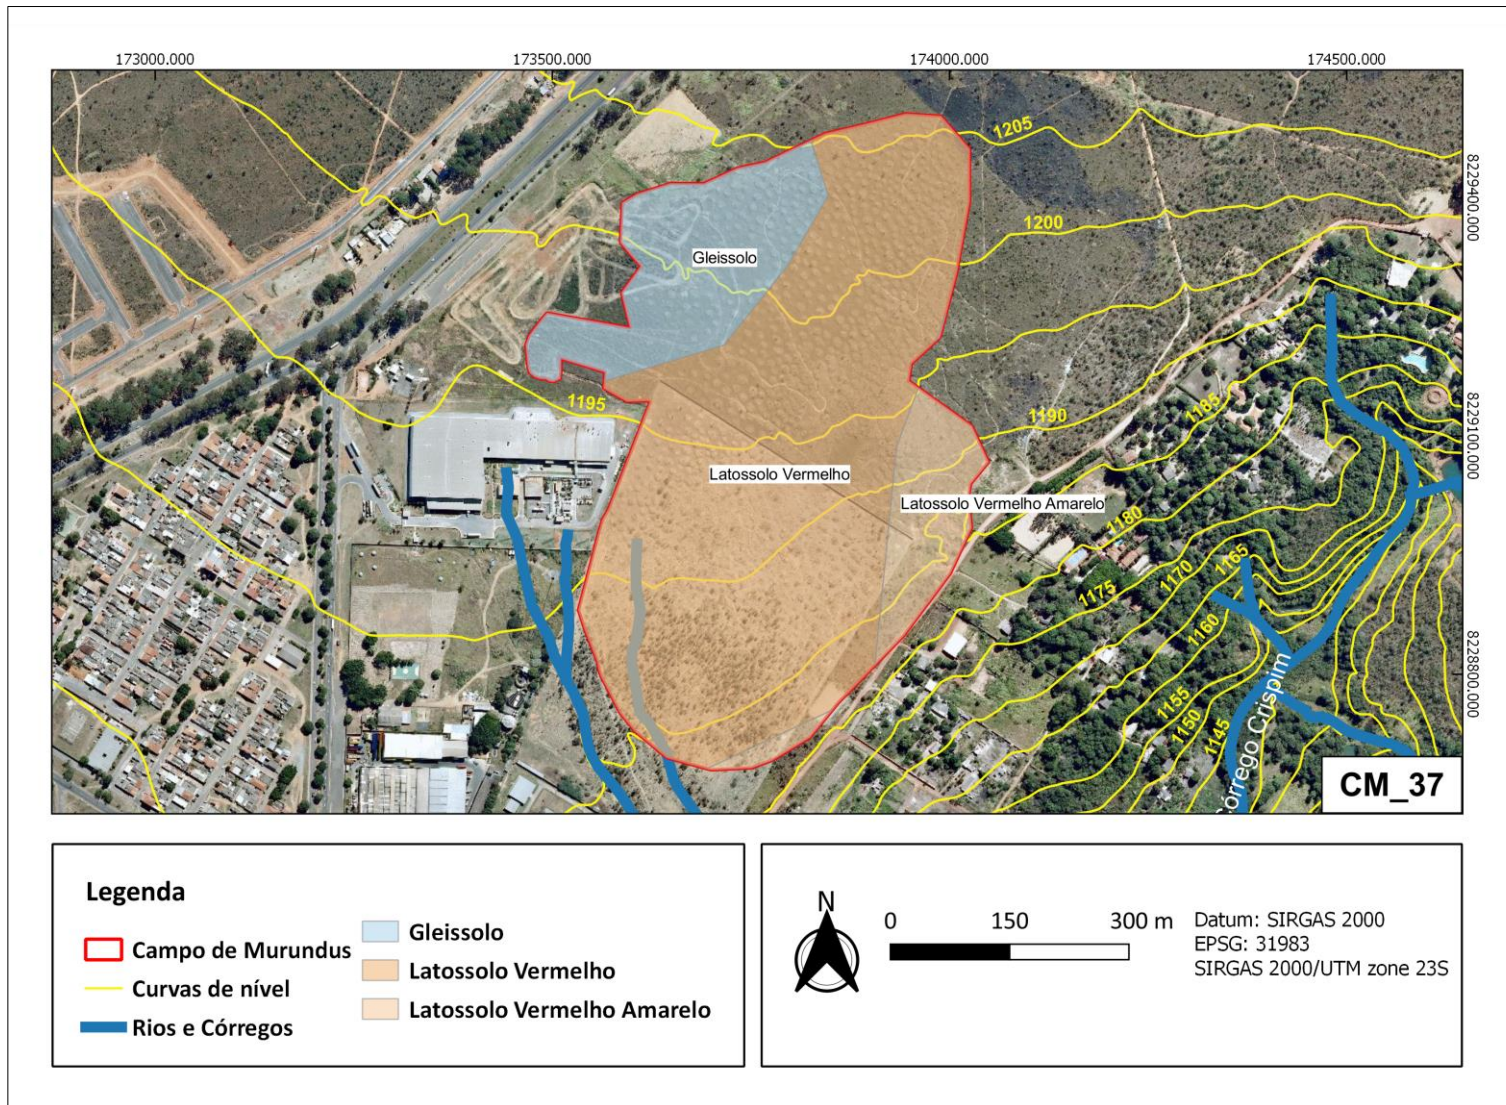 173000.000
173500.000
174000.000
174500.000
8229400.000
8229100.000
8228800.000
1205
1200
Gleissolo
1195
1190
1185
Latossolo Vermelho
Latossolo Vermelho Amarelo
1180
1175
1170
1165
1160
1155
1150
1145
Córrego Crispim
CM_37
Legenda
Campo de Murundus
Curvas de nível
Rios e Córregos
Gleissolo
Latossolo Vermelho
Latossolo Vermelho Amarelo
N
0 150 300 m
Datum: SIRGAS 2000
EPSG: 31983
SIRGAS 2000/UTM zone 23S